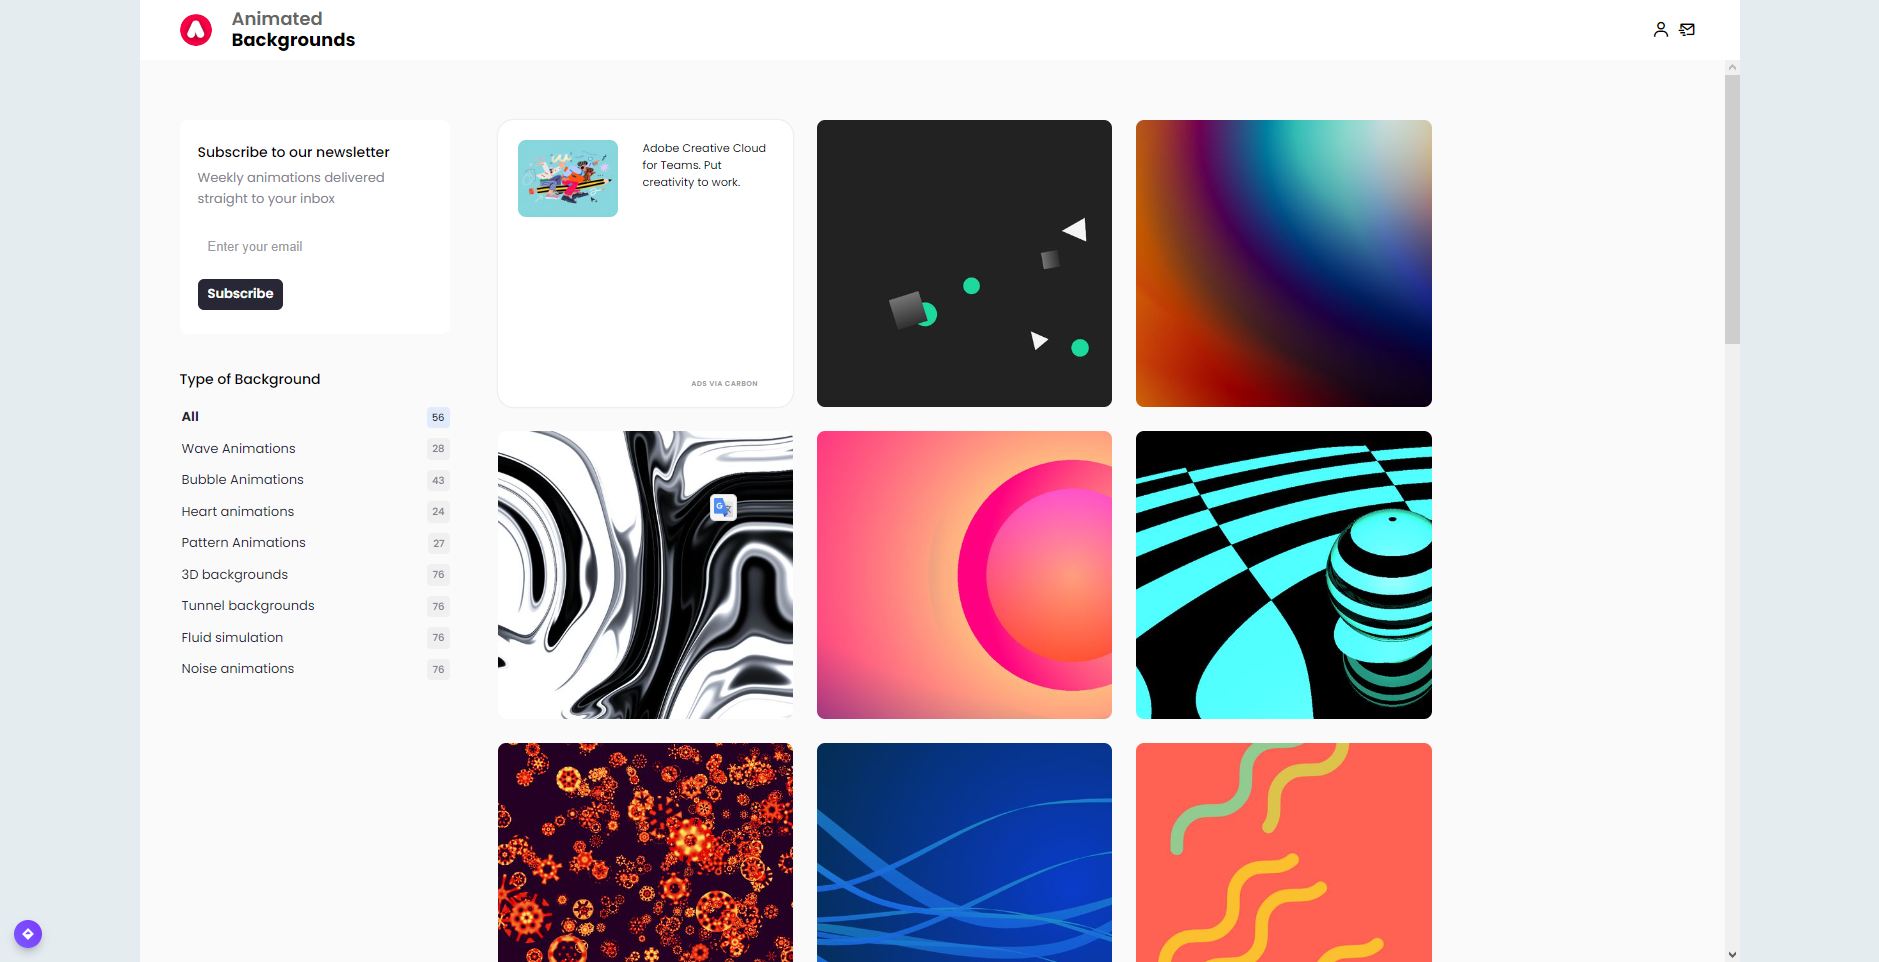 Animated
Backgrounds
Subscribe to our newsletter
Weekly animations delivered
straight to your inbox
Enter your email
Subscribe
Type of Background
All 56
Wave Animations 28
Bubble Animations 43
Heart animations 24
Pattern Animations 27
3D backgrounds 76
Tunnel backgrounds 76
Fluid simulation 76
Noise animations 76
Adobe Creative Cloud
for Teams. Put
creativity to work.
ADS VIA CARBON
G